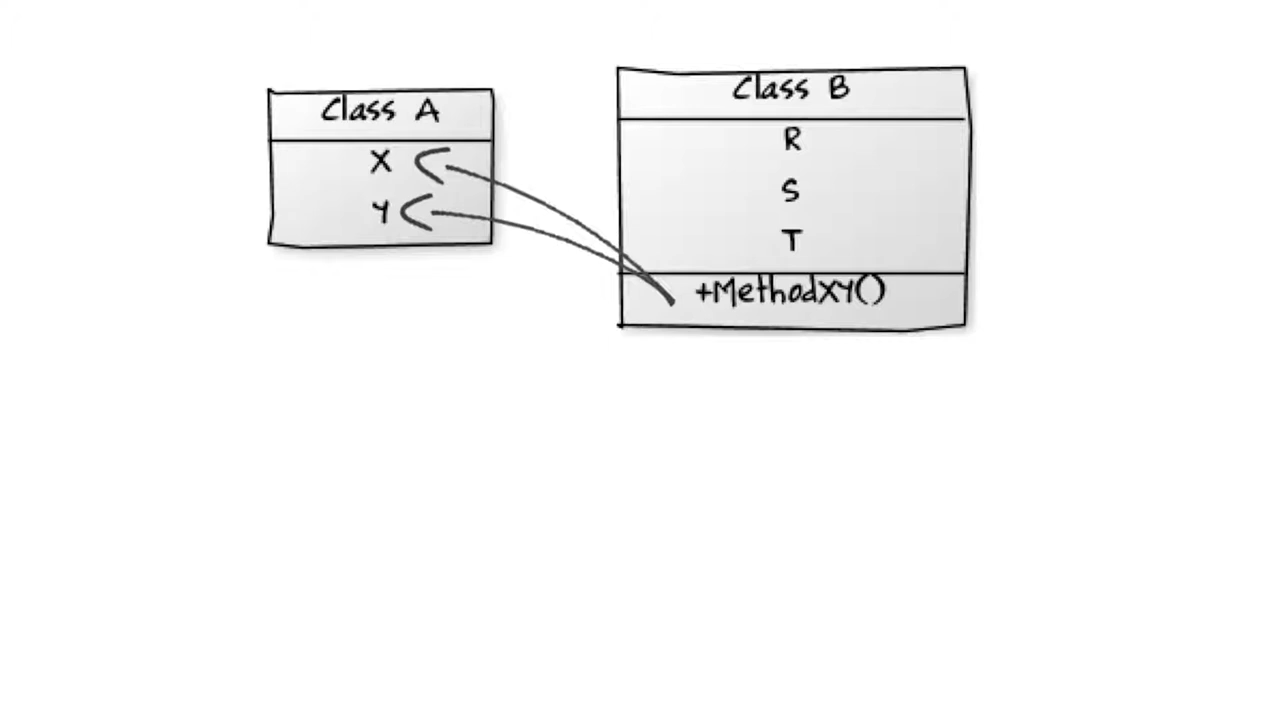 Class A
X
Y
Class B
R
S
T
+MethodXY()